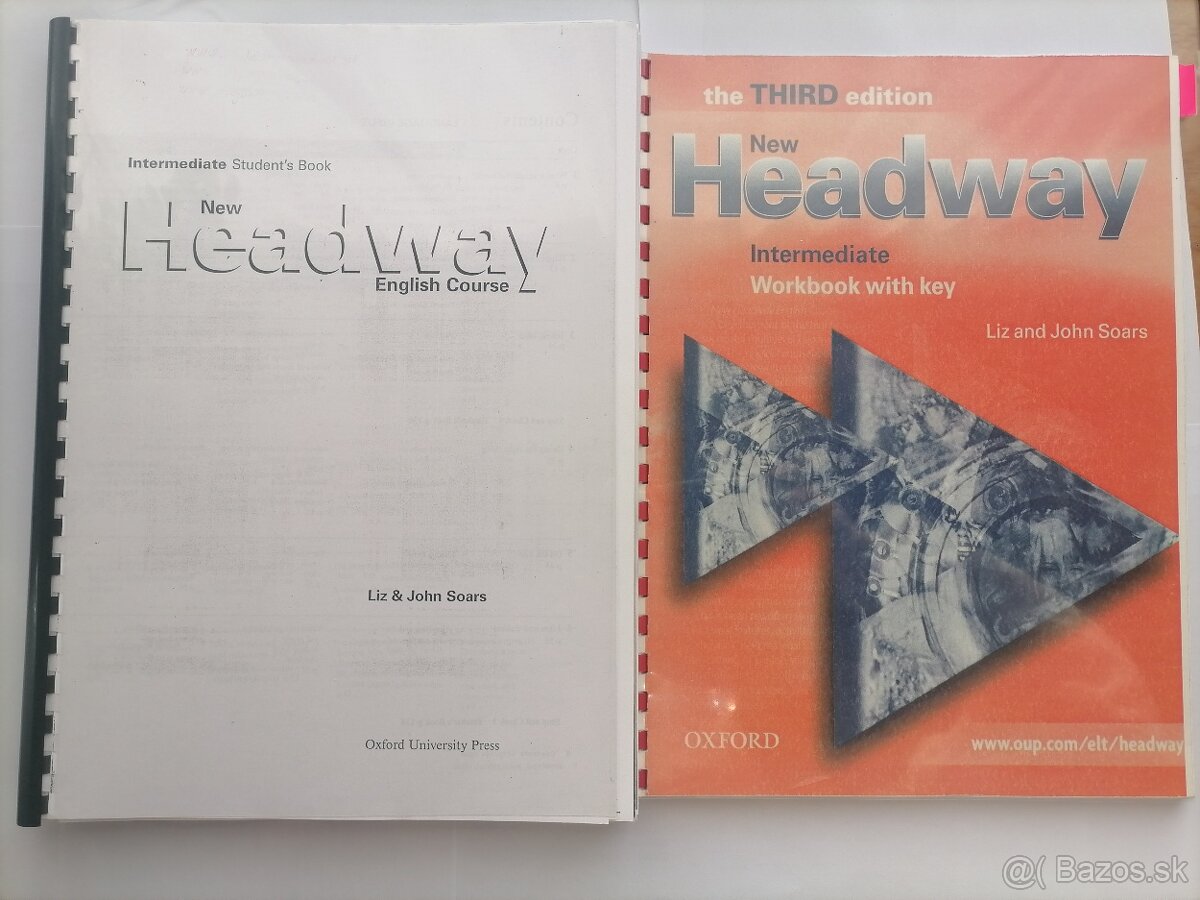 Intermediate Student's Book
New
Headway
English Course
Liz & John Soars
Oxford University Press
the THIRD edition
New
Headway
Intermediate
Workbook with key
Liz and John Soars
OXFORD
www.oup.com/elt/headway
@( Bazos.sk